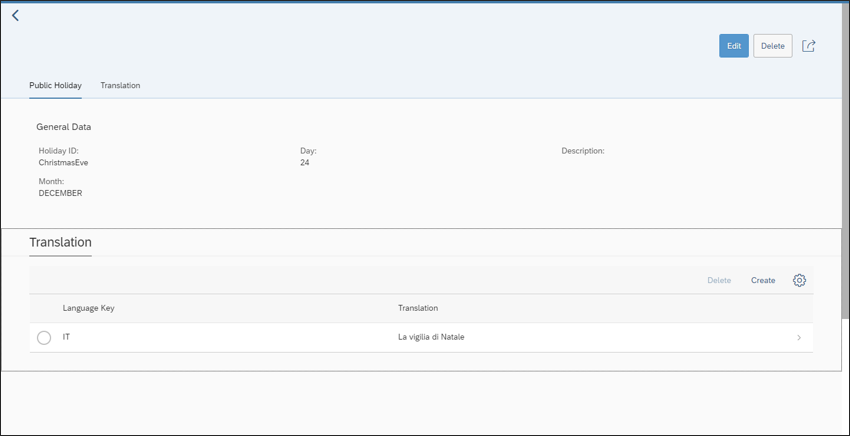 Edit Delete
Public Holiday Translation
General Data
Holiday ID: Day: Description:
ChristmasEve 24
Month:
DECEMBER
Translation
Delete Create
Language Key Translation
IT La vigilia di Natale